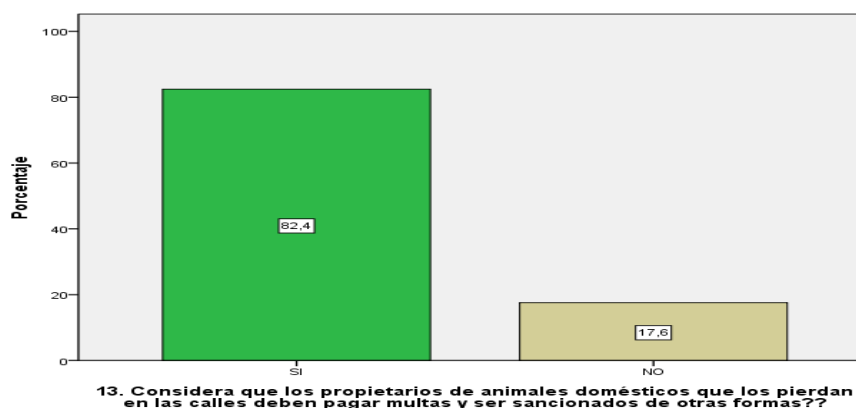 100
80
60
40
20
0
Porcentaje
82,4
17,6
SI
NO
13. Considera que los propietarios de animales domésticos que los pierdan
en las calles deben pagar multas y ser sancionados de otras formas??